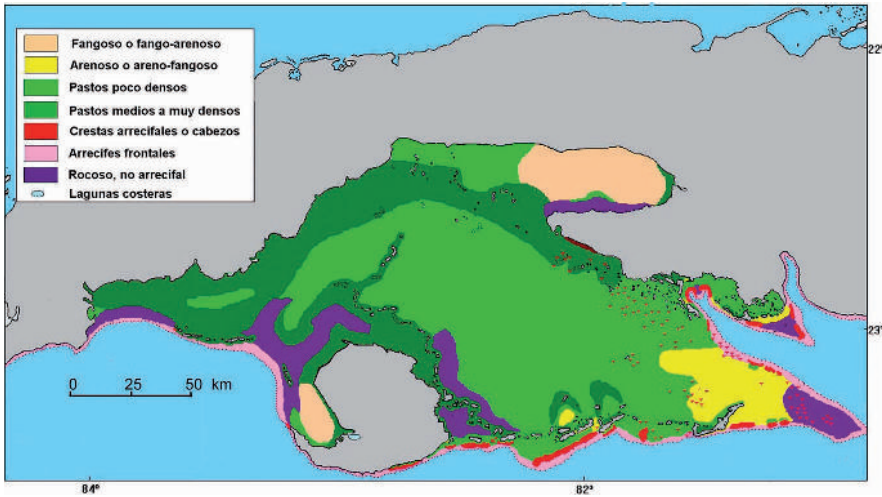 Fangoso o fango-arenoso
Arenoso o areno-fangoso
Pastos poco densos
Pastos medios a muy densos
Crestas arrecifales o cabezos
Arrecifes frontales
Rocoso, no arrecifal
Lagunas costeras
22°
23°
0 25 50 km
84°
82°